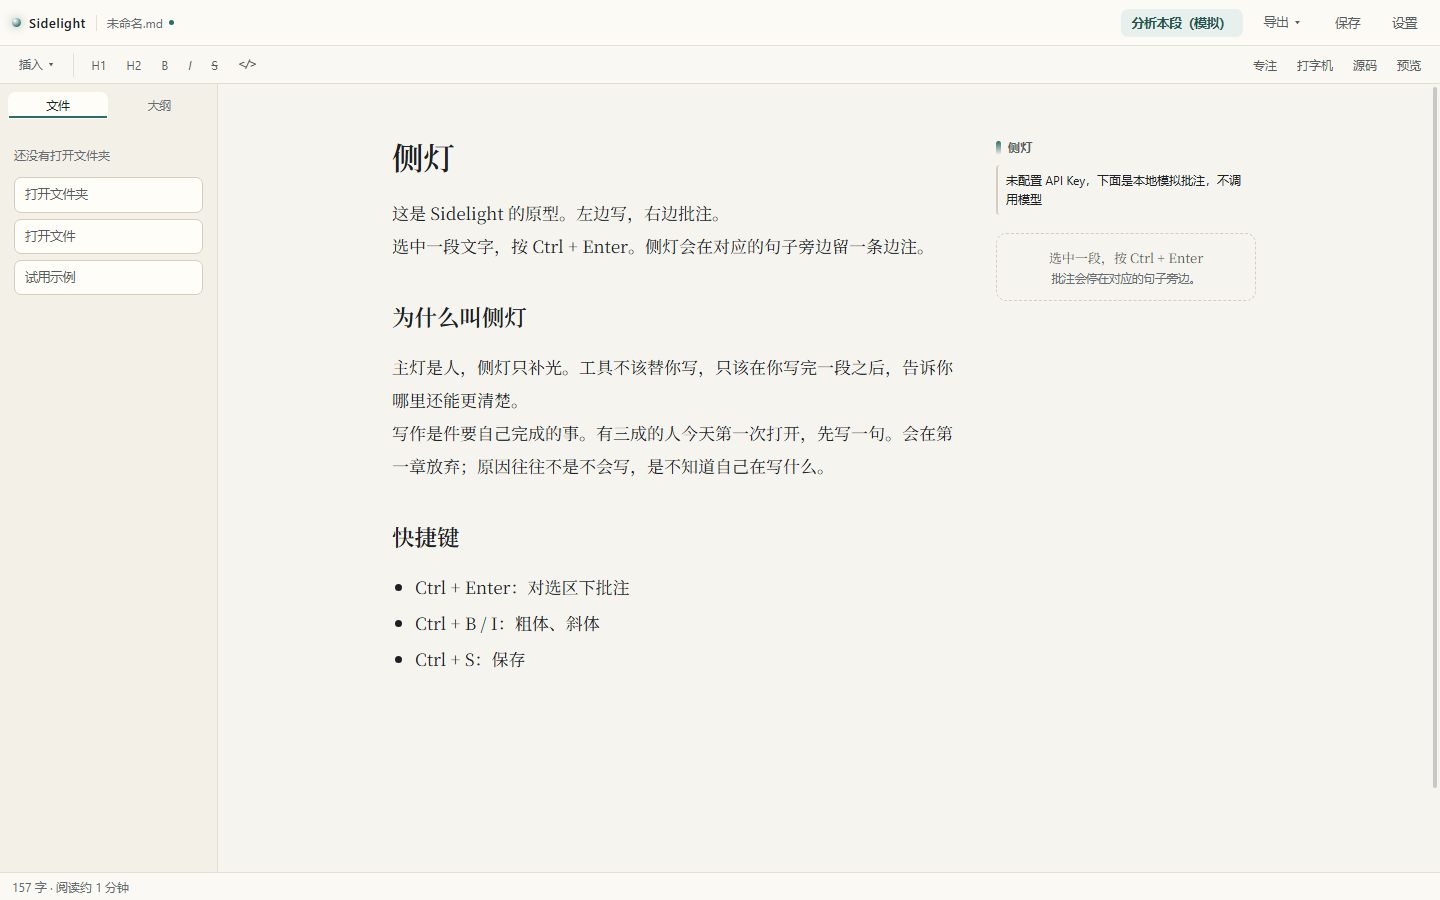 Sidelight
未命名.md
分析本段（模拟）
导出
保存
设置
插入
H1
H2
B
I
S
</>
专注
打字机
源码
预览
文件
大纲
还没有打开文件夹
打开文件夹
打开文件
试用示例
侧灯
这是 Sidelight 的原型。左边写，右边批注。
选中一段文字，按 Ctrl + Enter。侧灯会在对应的句子旁边留一条边注。
为什么叫侧灯
主灯是人，侧灯只补光。工具不该替你写，只该在你写完一段之后，告诉你
哪里还能更清楚。
写作是件要自己完成的事。有三成的人今天第一次打开，先写一句。会在第
一章放弃；原因往往不是不会写，是不知道自己在写什么。
快捷键
Ctrl + Enter：对选区下批注
Ctrl + B / I：粗体、斜体
Ctrl + S：保存
侧灯
未配置 API Key，下面是本地模拟批注，不调
用模型
选中一段，按 Ctrl + Enter
批注会停在对应的句子旁边。
157 字 · 阅读约 1 分钟